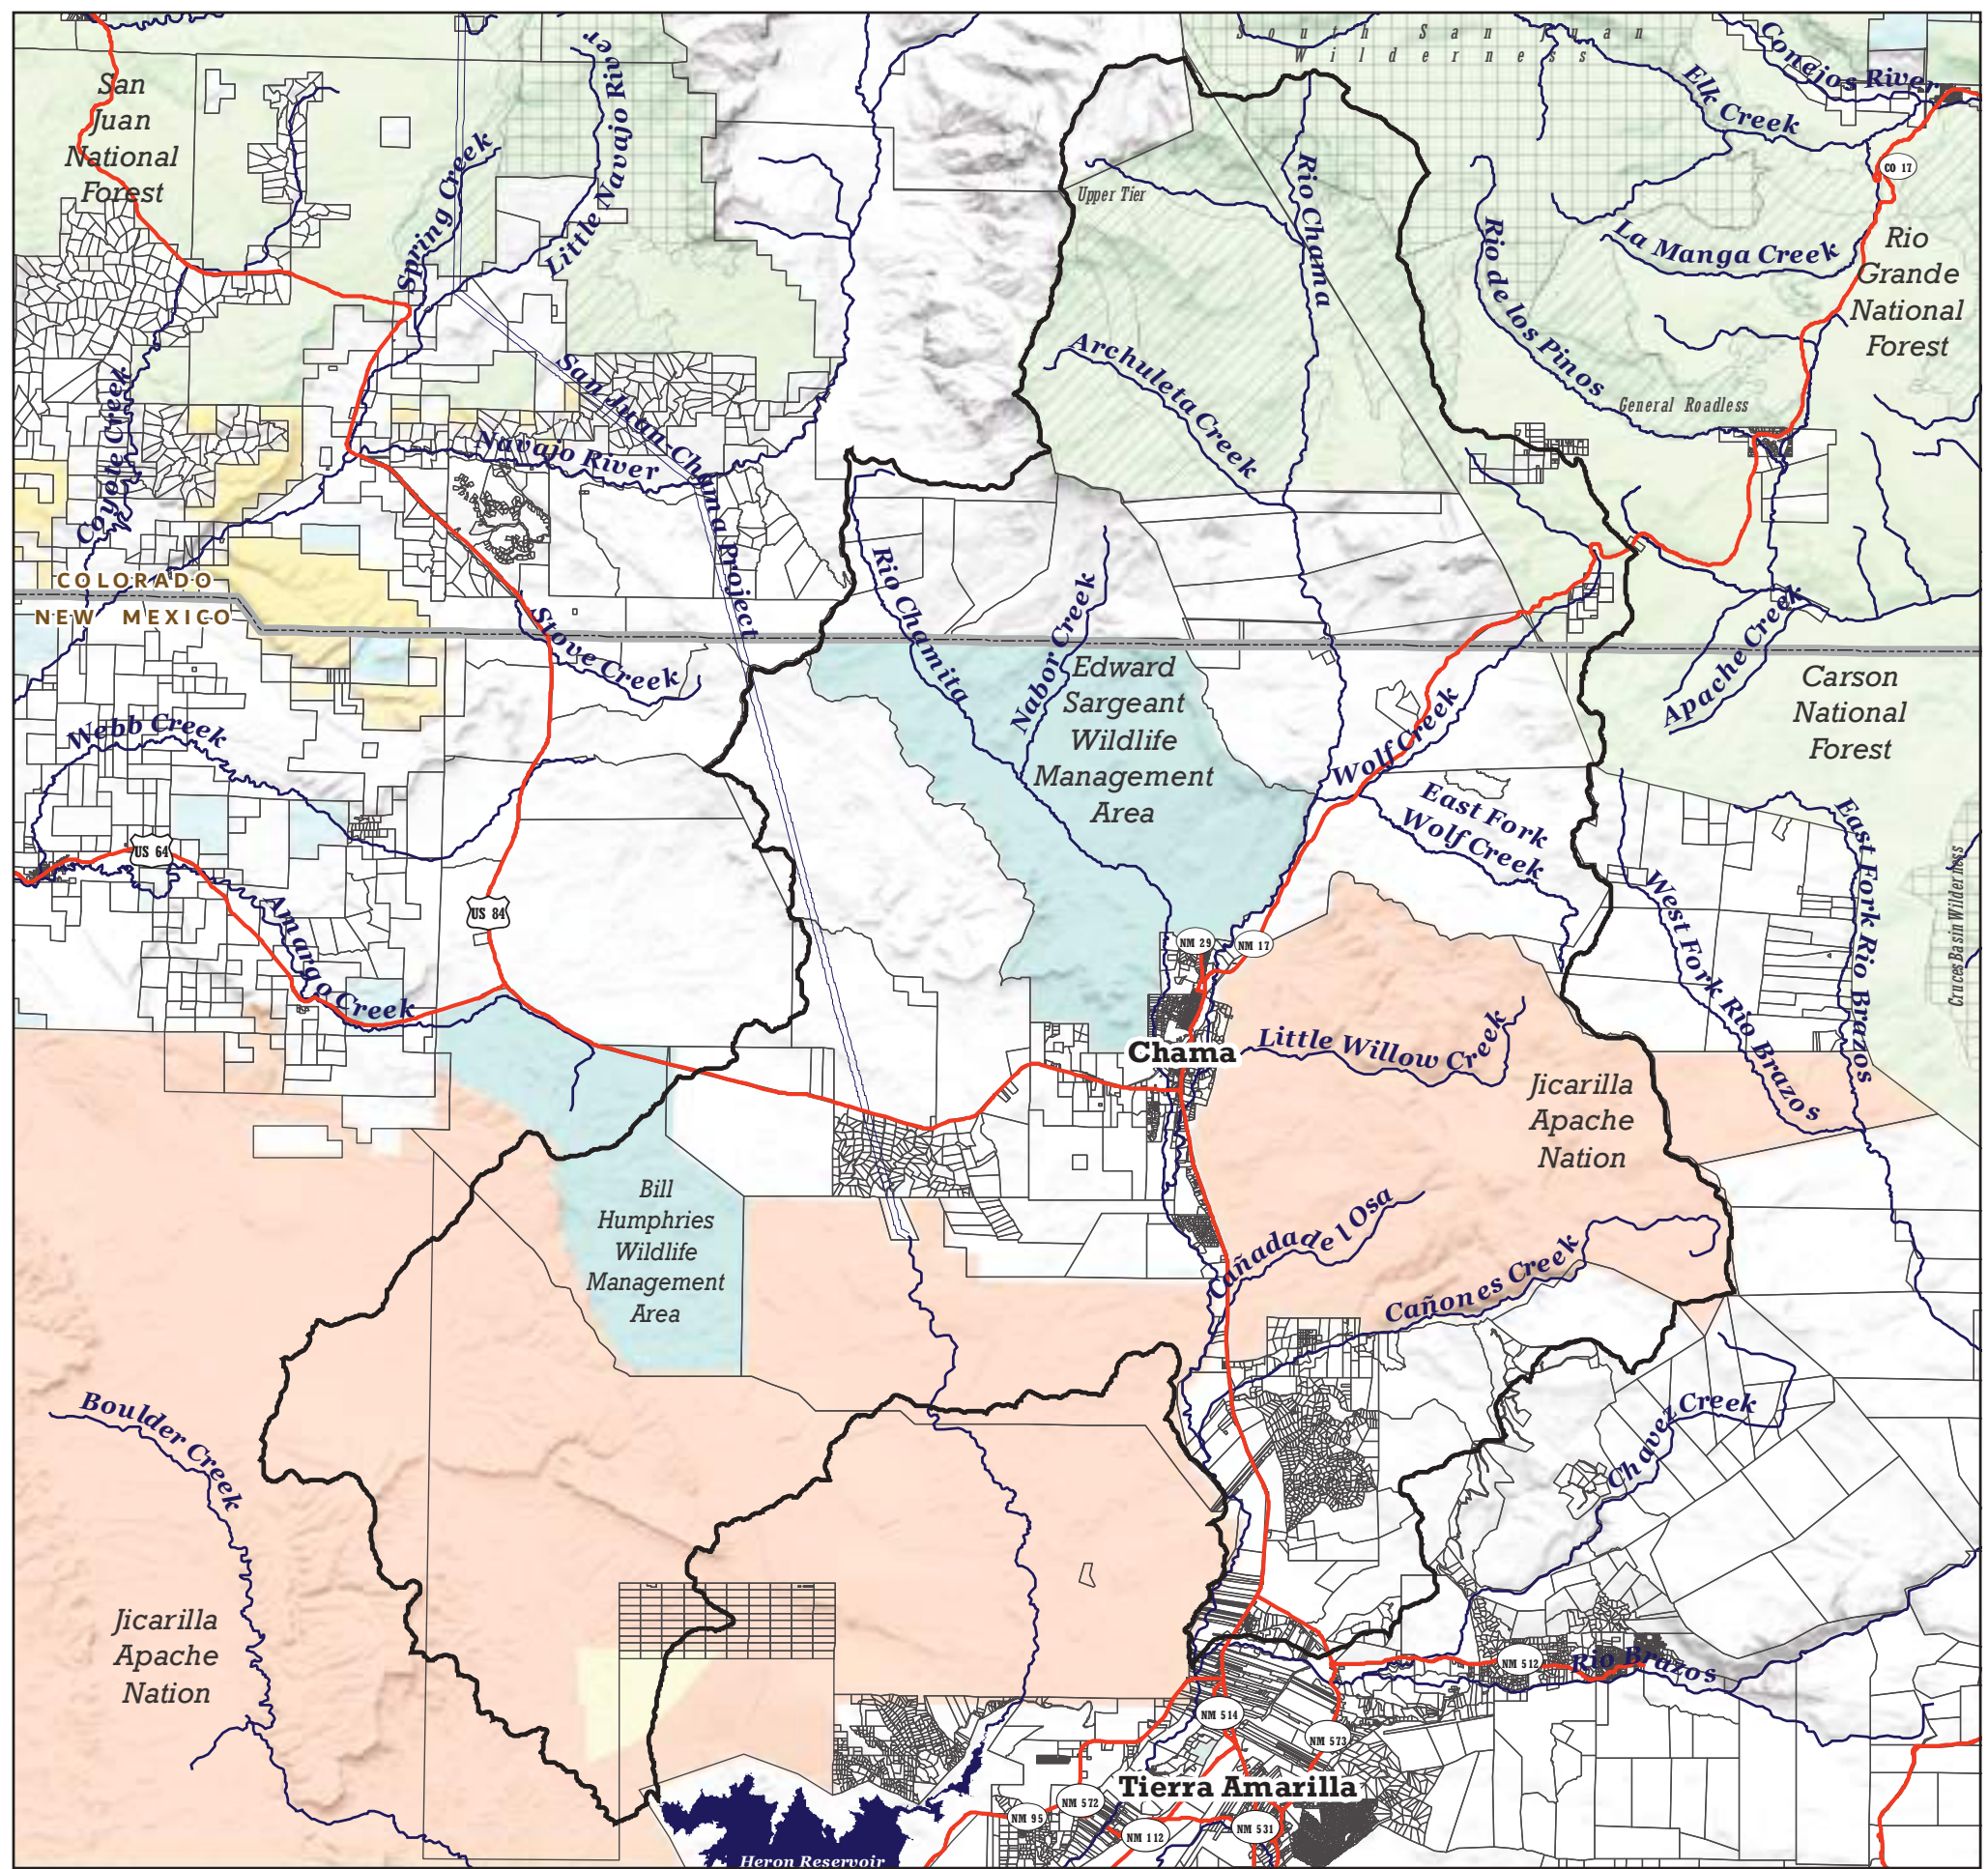 South San Juan
Wilderness
San
Juan
National
Forest
Little Navajo River
Spring Creek
Conejos River
Elk Creek
CO 17
Upper Tier
Rio Chama
La Manga Creek
Rio de los Pinos
Rio
Grande
National
Forest
Archuleta Creek
General Roadless
Coyote Creek
San Juan-Chama Project
Navajo River
COLORADO
NEW MEXICO
Stove Creek
Rio Chamita
Nabor Creek
Apache Creek
Edward
Sargeant
Wildlife
Management
Area
Carson
National
Forest
Webb Creek
Wolf Creek
East Fork
Wolf Creek
US 64
US 84
Amargo Creek
NM 29
NM 17
West Fork Rio Brazos
East Fork Rio Brazos
Cruces Basin Wilderness
Chama
Little Willow Creek
Jicarilla
Apache
Nation
Bill
Humphries
Wildlife
Management
Area
Cañada de l Osa
Cañones Creek
Boulder Creek
Chavez Creek
Jicarilla
Apache
Nation
NM 512
Rio Brazos
NM 514
NM 573
Tierra Amarilla
NM 572
NM 95
NM 112
NM 531
Heron Reservoir